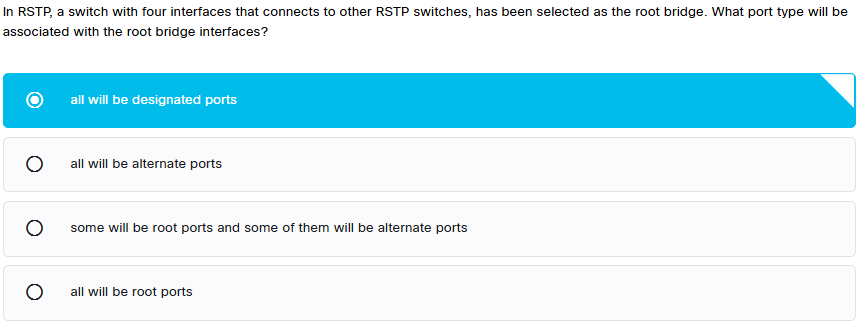 In RSTP, a switch with four interfaces that connects to other RSTP switches, has been selected as the root bridge. What port type will be
associated with the root bridge interfaces?
all will be designated ports
all will be alternate ports
some will be root ports and some of them will be alternate ports
all will be root ports